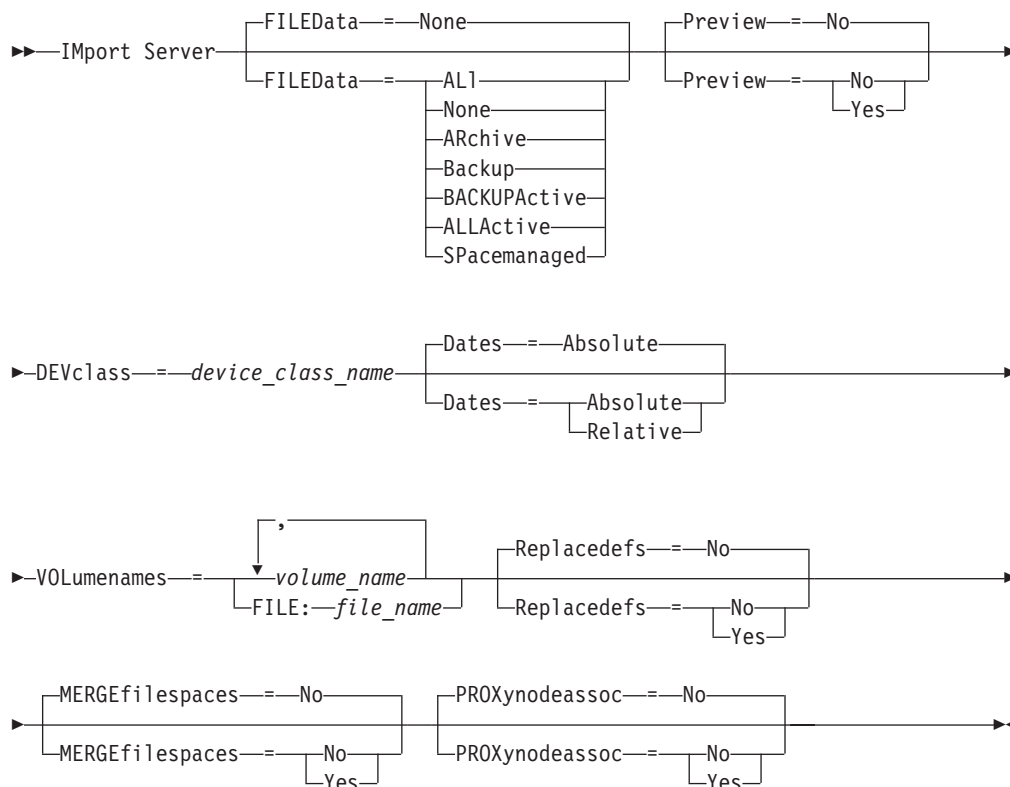 FILEData = None Preview = No
IMport Server
FILEData = ALl Preview = No
None Yes
ARchive
Backup
BACKUPActive
ALLActive
SPacemanaged
Dates = Absolute
DEVclass = device_class_name
Dates = Absolute
Relative
,
Replacedefs = No
VOLumenames = volume_name
FILE: file_name Replacedefs = No
Yes
MERGEfilespaces = No PROXynodeassoc = No
MERGEfilespaces = No PROXynodeassoc = No
Yes Yes